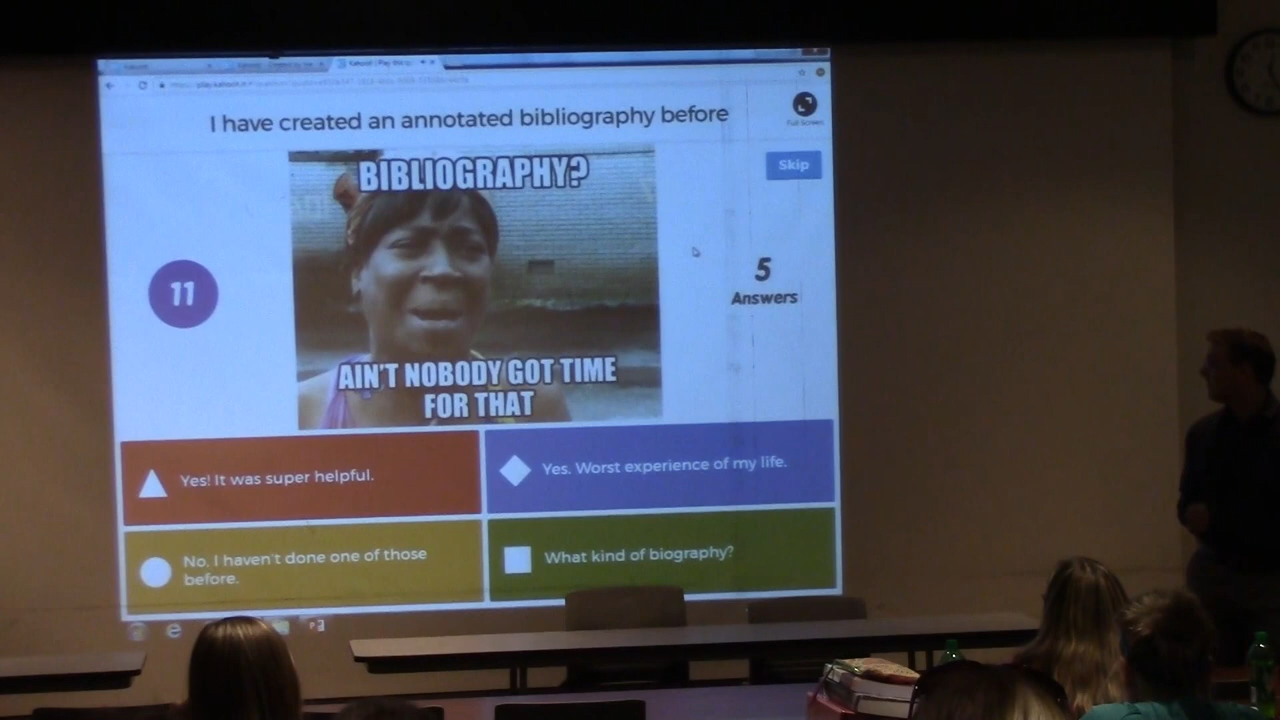 I have created an annotated bibliography before
Full Screen
BIBLIOGRAPHY?
Skip
11
5
Answers
AIN'T NOBODY GOT TIME
FOR THAT
Yes! It was super helpful.
Yes. Worst experience of my life.
No. I haven't done one of those
before.
What kind of biography?